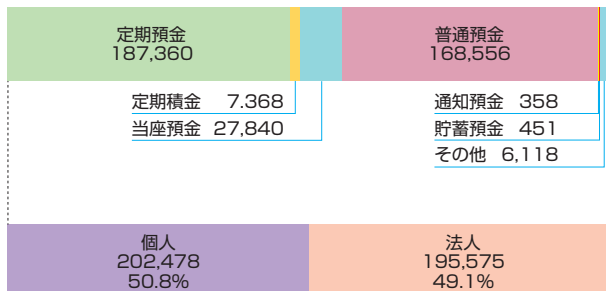 定期預金
187,360
普通預金
168,556
定期積金 7.368
当座預金 27,840
通知預金 358
貯蓄預金 451
その他 6,118
個人
202,478
50.8%
法人
195,575
49.1%